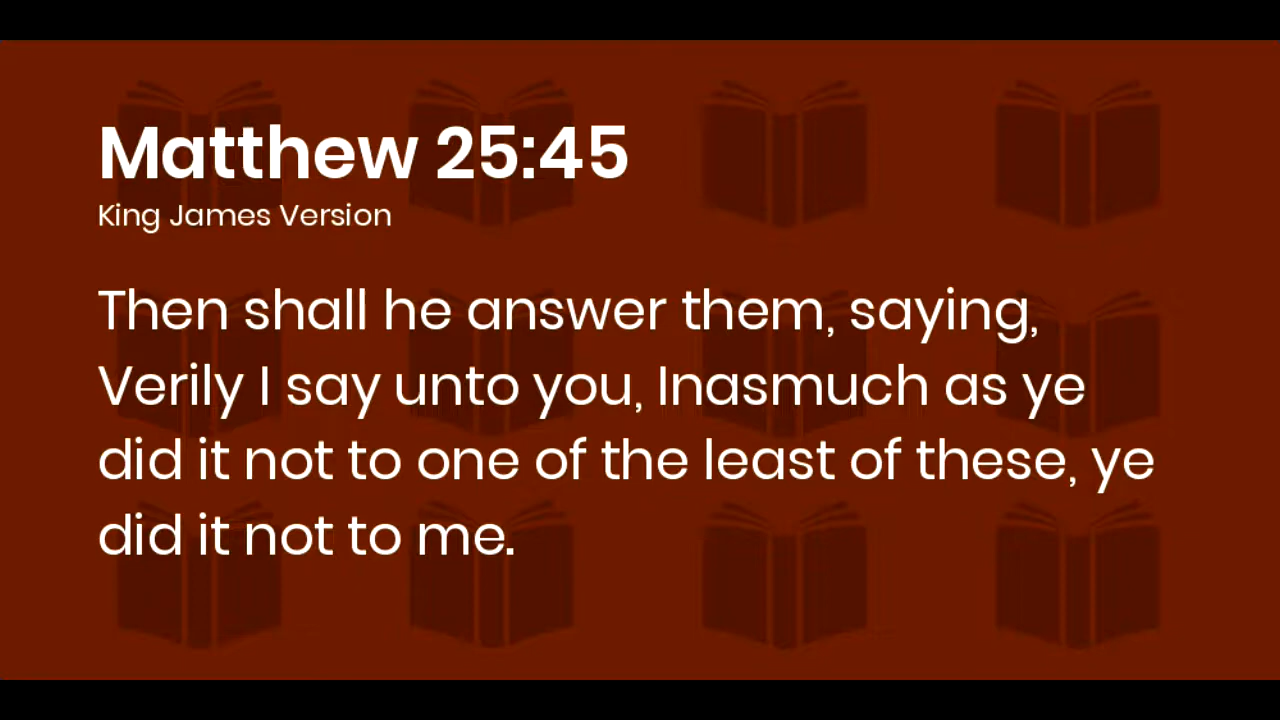 Matthew 25:45
King James Version
Then shall he answer them, saying,
Verily I say unto you, Inasmuch as ye
did it not to one of the least of these, ye
did it not to me.